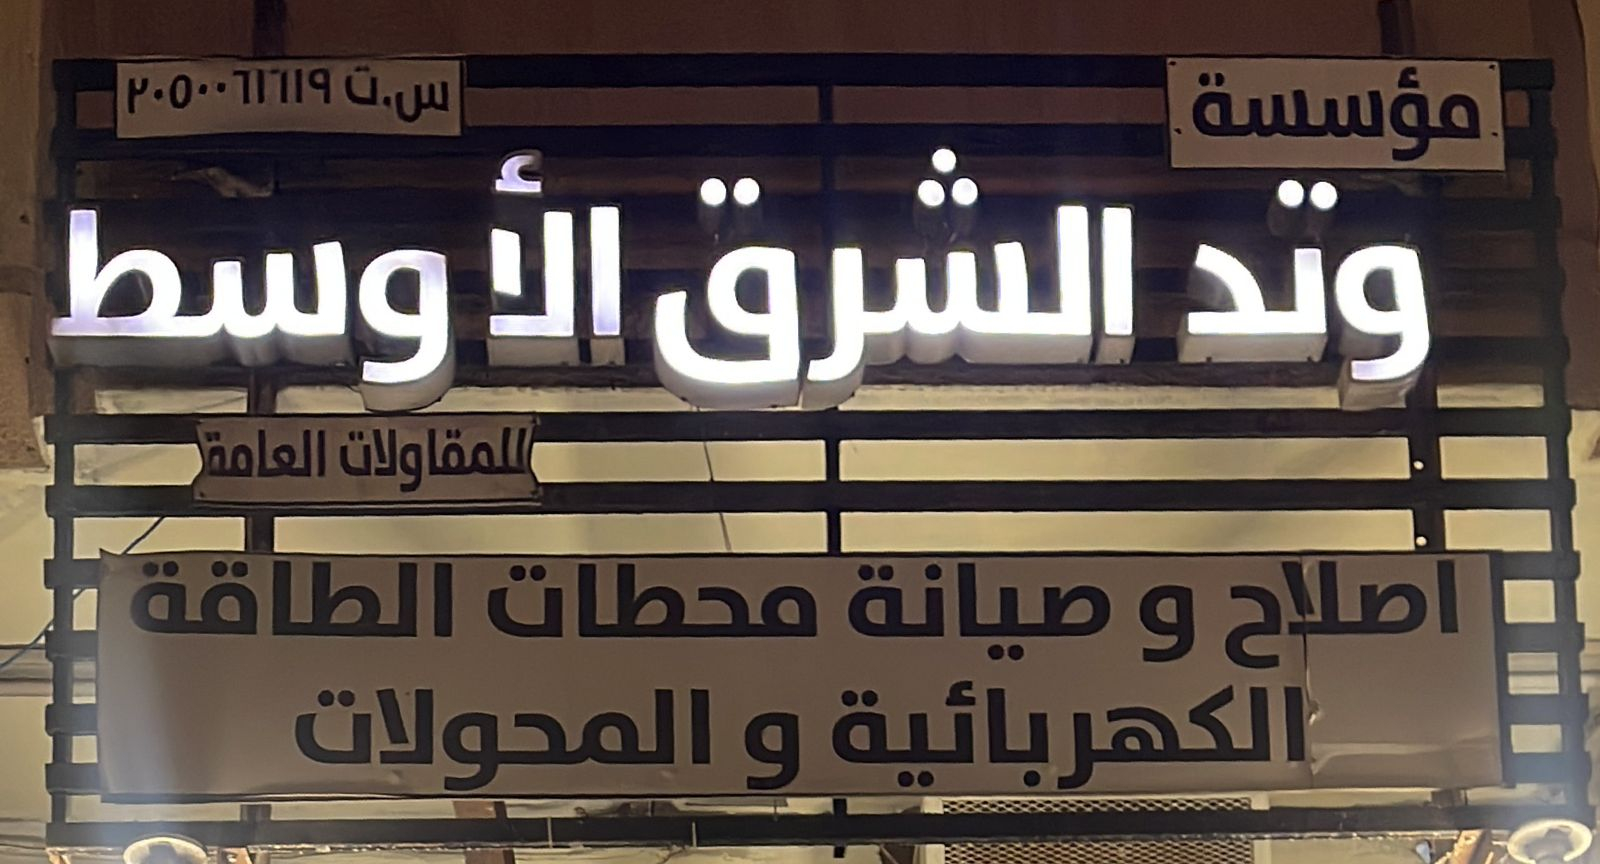 مؤسسة
س.ت ٢٠٥٠٠٦١٦١٩
وتد الشرق الأوسط
للمقاولات العامة
اصلاح و صيانة محطات الطاقة
الكهربائية و المحولات